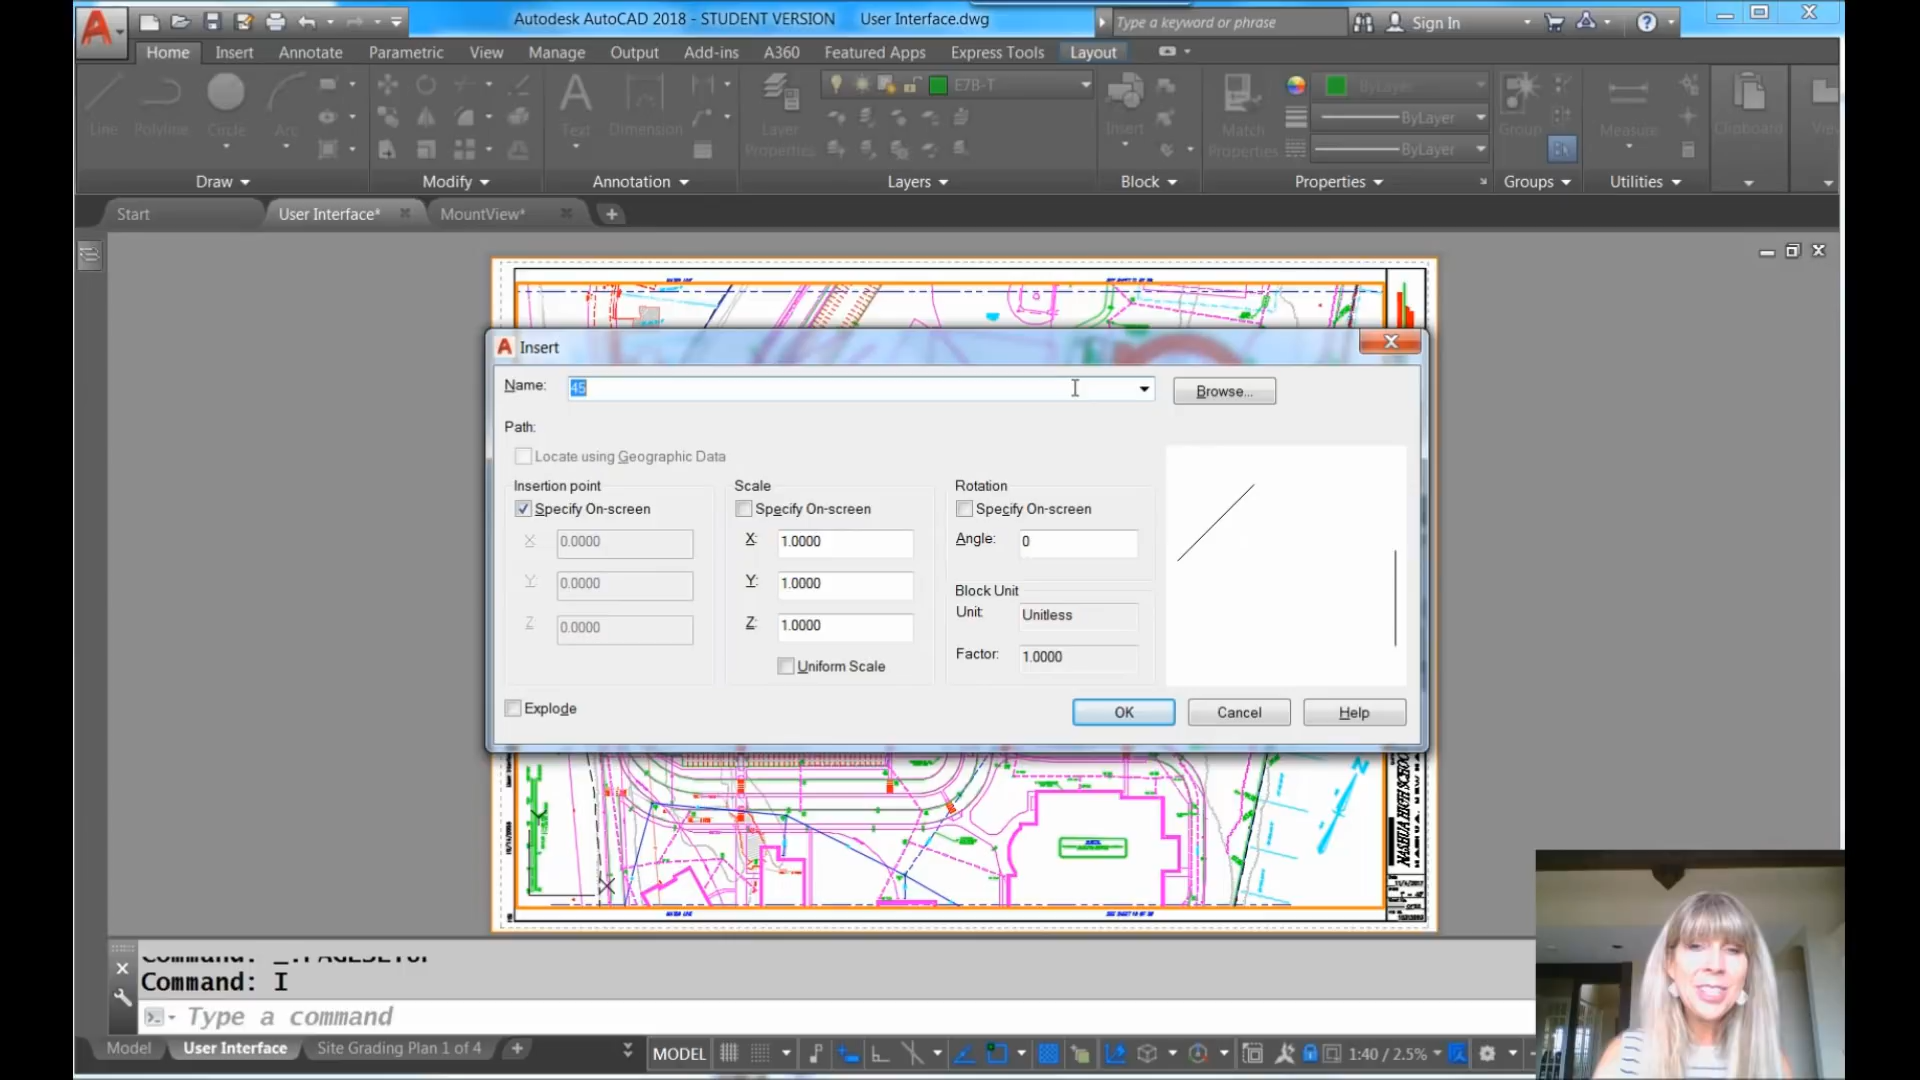 Autodesk AutoCAD 2018 - STUDENT VERSION User Interface.dwg
Type a keyword or phrase
Sign In
Home Insert Annotate Parametric View Manage Output Add-ins A360 Featured Apps Express Tools Layout
E7B-T
ByLayer
Line Polyline Circle Arc Text Dimension Layer Properties Insert Match Properties Group Measure Clipboard
ByLayer
ByLayer
Draw Modify Annotation Layers Block Properties Groups Utilities
Start User Interface* MountView*
Insert
Name: 45 Browse...
Path:
Locate using Geographic Data
Insertion point Scale Rotation
Specify On-screen Specify On-screen Specify On-screen
X: 0.0000 X: 1.0000 Angle: 0
Y: 0.0000 Y: 1.0000
Block Unit
Unit: Unitless
Z: 0.0000 Z: 1.0000
Factor: 1.0000
Uniform Scale
Explode
OK Cancel Help
NASHUA HIGH SCHOOL
Command: I
Type a command
Model User Interface Site Grading Plan 1 of 4
MODEL 1:40 / 2.5%